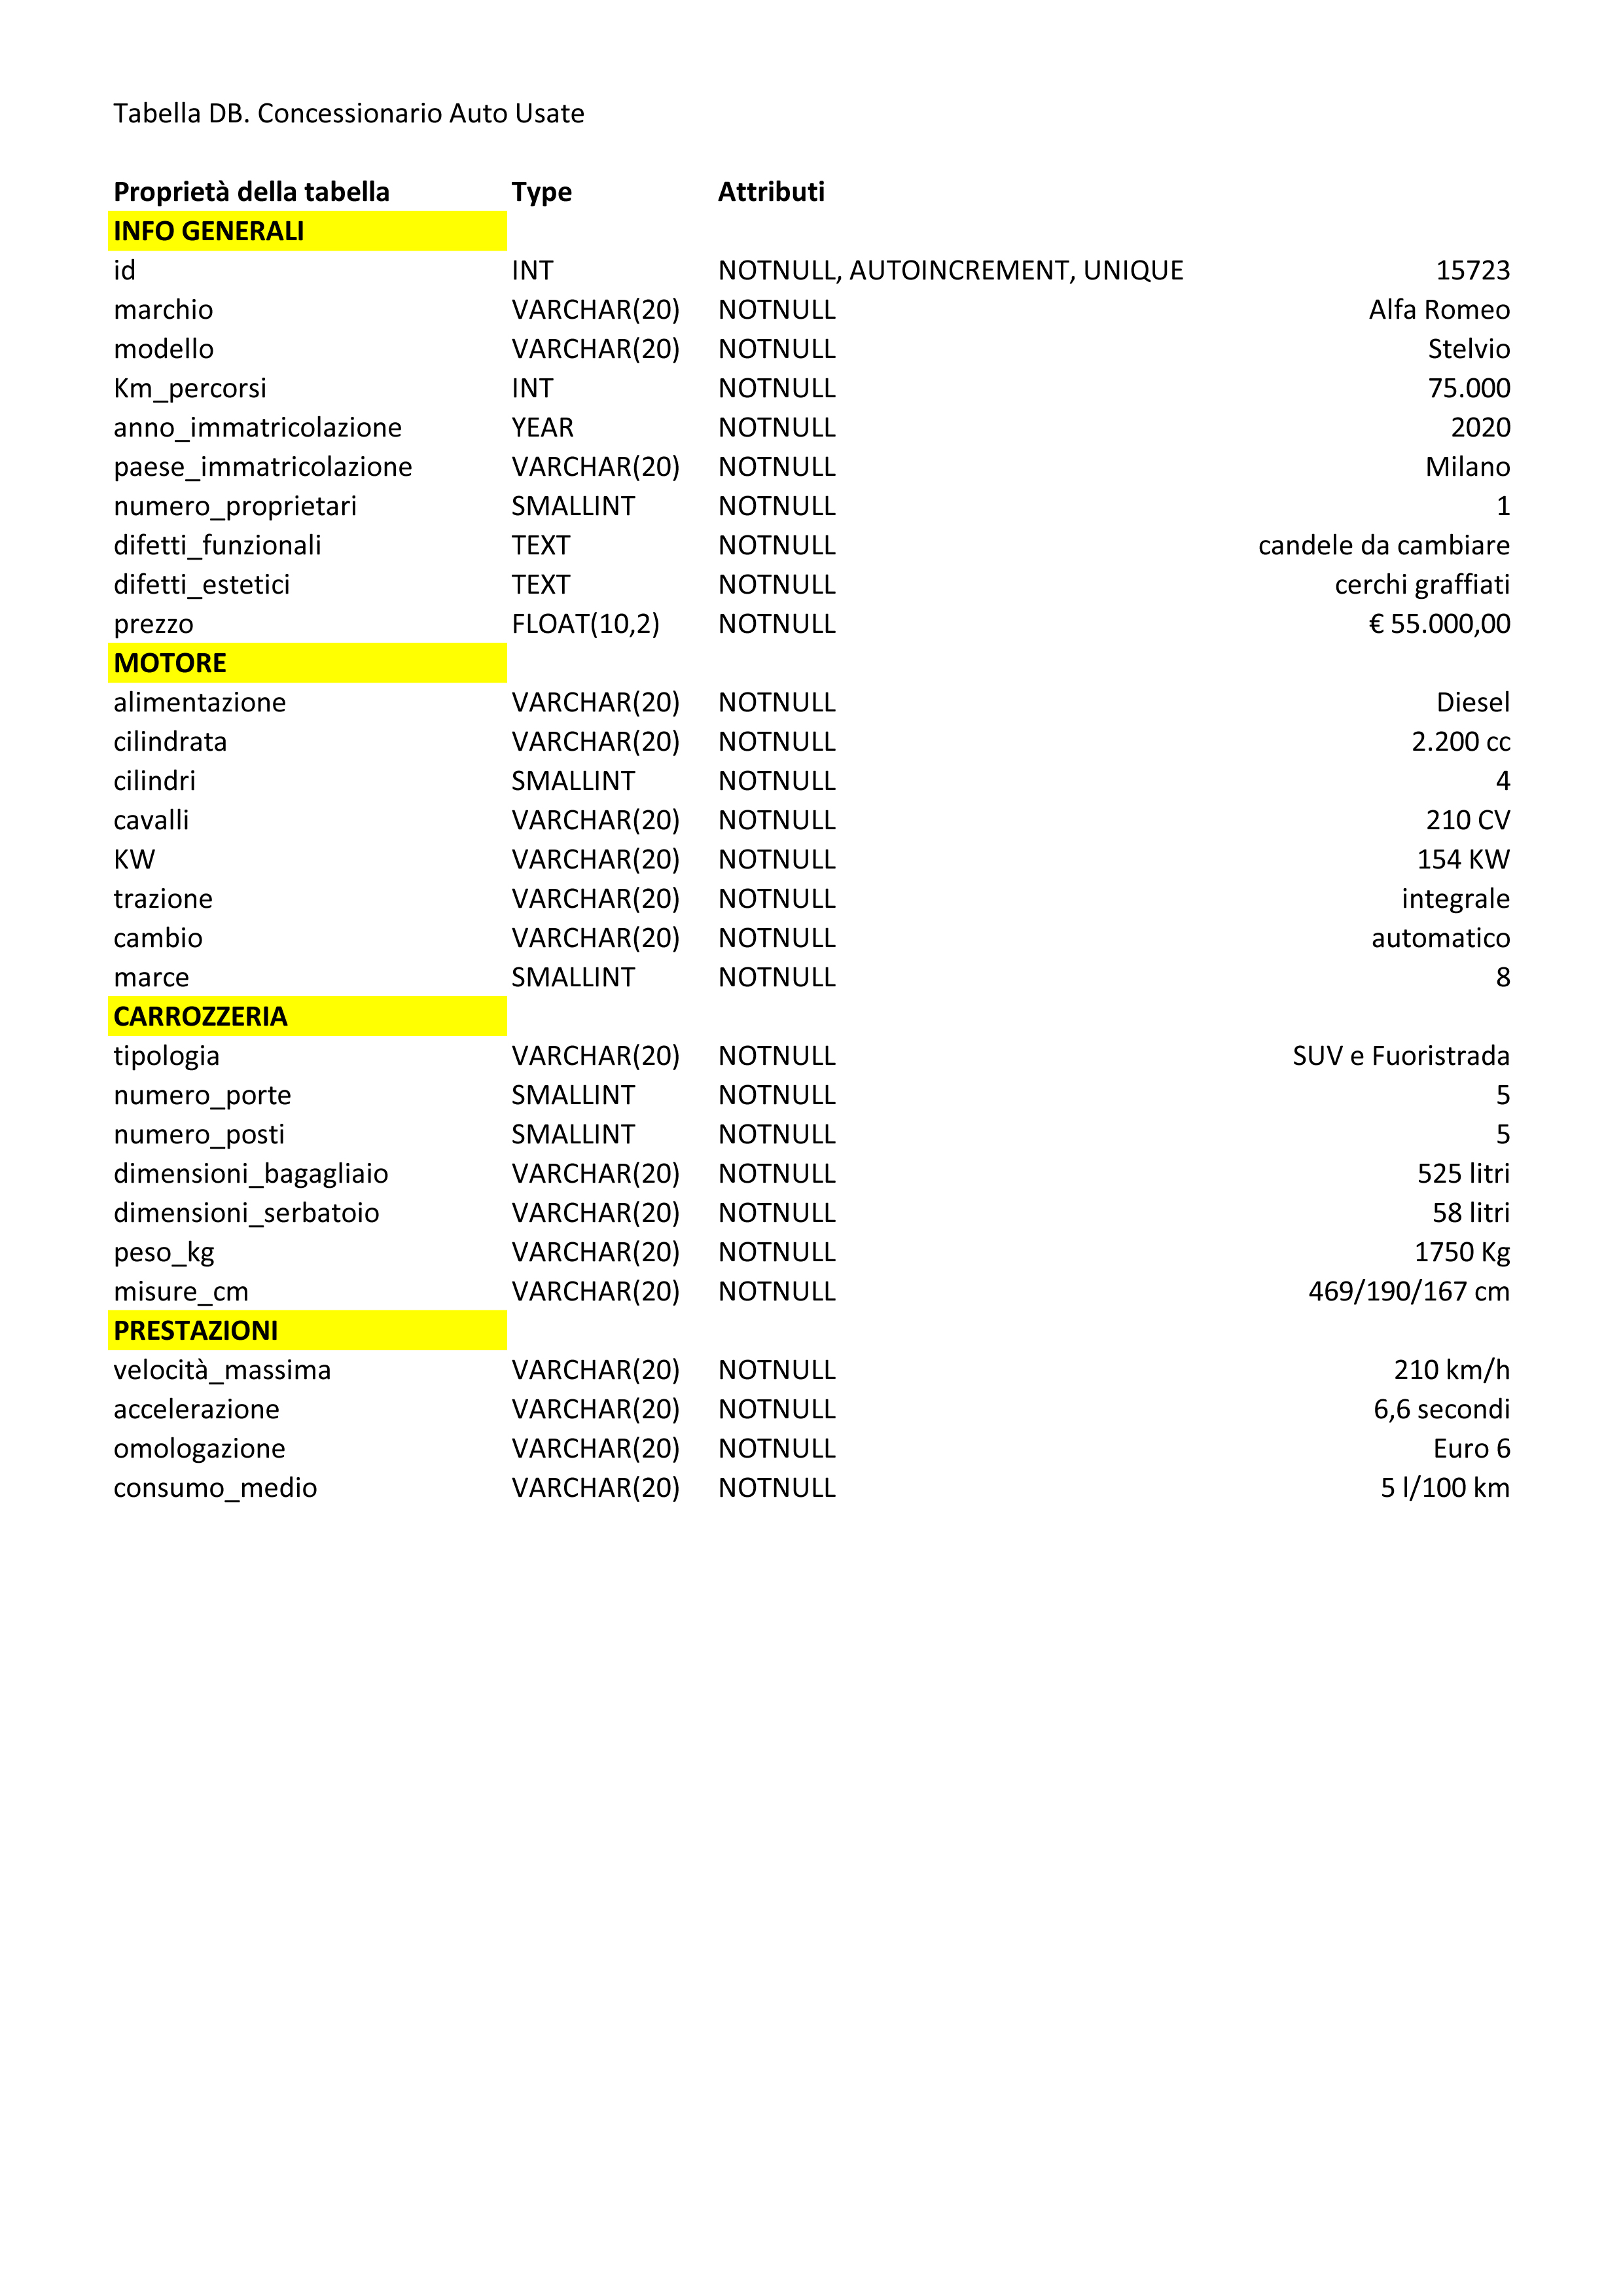 Tabella DB. Concessionario Auto Usate
Proprietà della tabella Type Attributi
INFO GENERALI
id INT NOTNULL, AUTOINCREMENT, UNIQUE 15723
marchio VARCHAR(20) NOTNULL Alfa Romeo
modello VARCHAR(20) NOTNULL Stelvio
Km_percorsi INT NOTNULL 75.000
anno_immatricolazione YEAR NOTNULL 2020
paese_immatricolazione VARCHAR(20) NOTNULL Milano
numero_proprietari SMALLINT NOTNULL 1
difetti_funzionali TEXT NOTNULL candele da cambiare
difetti_estetici TEXT NOTNULL cerchi graffiati
prezzo FLOAT(10,2) NOTNULL € 55.000,00
MOTORE
alimentazione VARCHAR(20) NOTNULL Diesel
cilindrata VARCHAR(20) NOTNULL 2.200 cc
cilindri SMALLINT NOTNULL 4
cavalli VARCHAR(20) NOTNULL 210 CV
KW VARCHAR(20) NOTNULL 154 KW
trazione VARCHAR(20) NOTNULL integrale
cambio VARCHAR(20) NOTNULL automatico
marce SMALLINT NOTNULL 8
CARROZZERIA
tipologia VARCHAR(20) NOTNULL SUV e Fuoristrada
numero_porte SMALLINT NOTNULL 5
numero_posti SMALLINT NOTNULL 5
dimensioni_bagagliaio VARCHAR(20) NOTNULL 525 litri
dimensioni_serbatoio VARCHAR(20) NOTNULL 58 litri
peso_kg VARCHAR(20) NOTNULL 1750 Kg
misure_cm VARCHAR(20) NOTNULL 469/190/167 cm
PRESTAZIONI
velocità_massima VARCHAR(20) NOTNULL 210 km/h
accelerazione VARCHAR(20) NOTNULL 6,6 secondi
omologazione VARCHAR(20) NOTNULL Euro 6
consumo_medio VARCHAR(20) NOTNULL 5 l/100 km